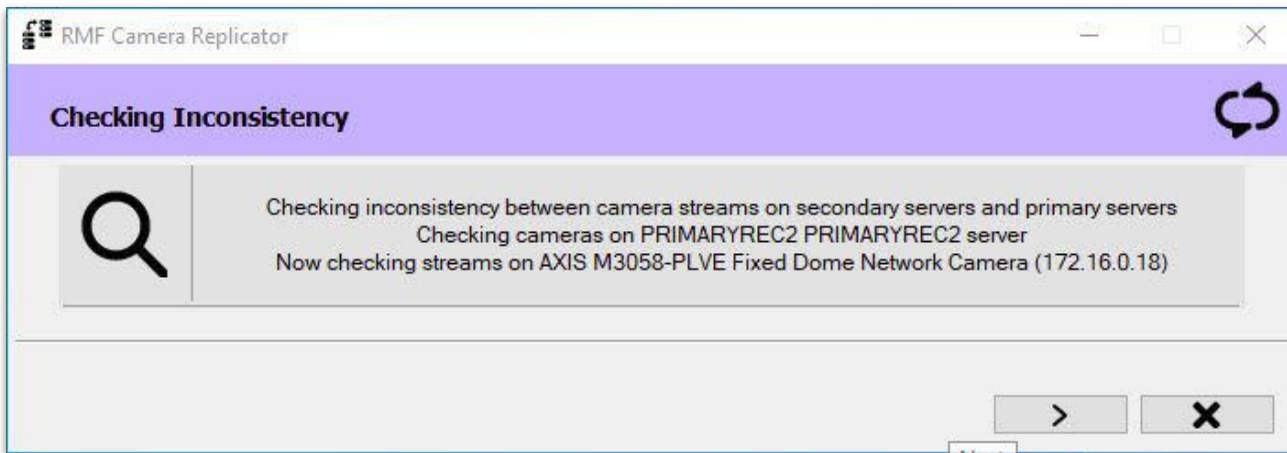 RMF Camera Replicator
Checking Inconsistency
Checking inconsistency between camera streams on secondary servers and primary servers
Checking cameras on PRIMARYREC2 PRIMARYREC2 server
Now checking streams on AXIS M3058-PLVE Fixed Dome Network Camera (172.16.0.18)